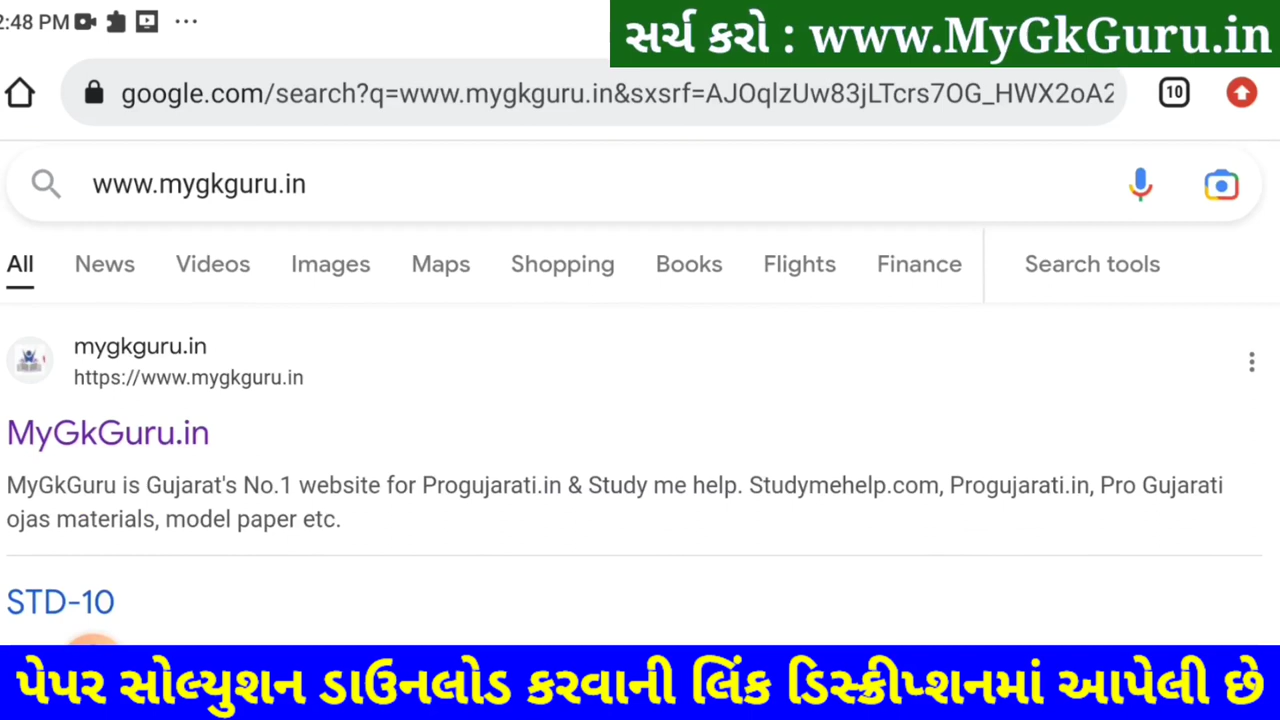 2:48 PM
સર્ચ કરો : www.MyGkGuru.in
google.com/search?q=www.mygkguru.in&sxsrf=AJOqlzUw83jLTcrs7OG_HWX2oA2
10
www.mygkguru.in
All News Videos Images Maps Shopping Books Flights Finance Search tools
mygkguru.in
https://www.mygkguru.in
MyGkGuru.in
MyGkGuru is Gujarat's No.1 website for Progujarati.in & Study me help. Studymehelp.com, Progujarati.in, Pro Gujarati
ojas materials, model paper etc.
STD-10
પેપર સોલ્યુશન ડાઉનલોડ કરવાની લિંક ડિસ્ક્રીપ્શનમાં આપેલી છે